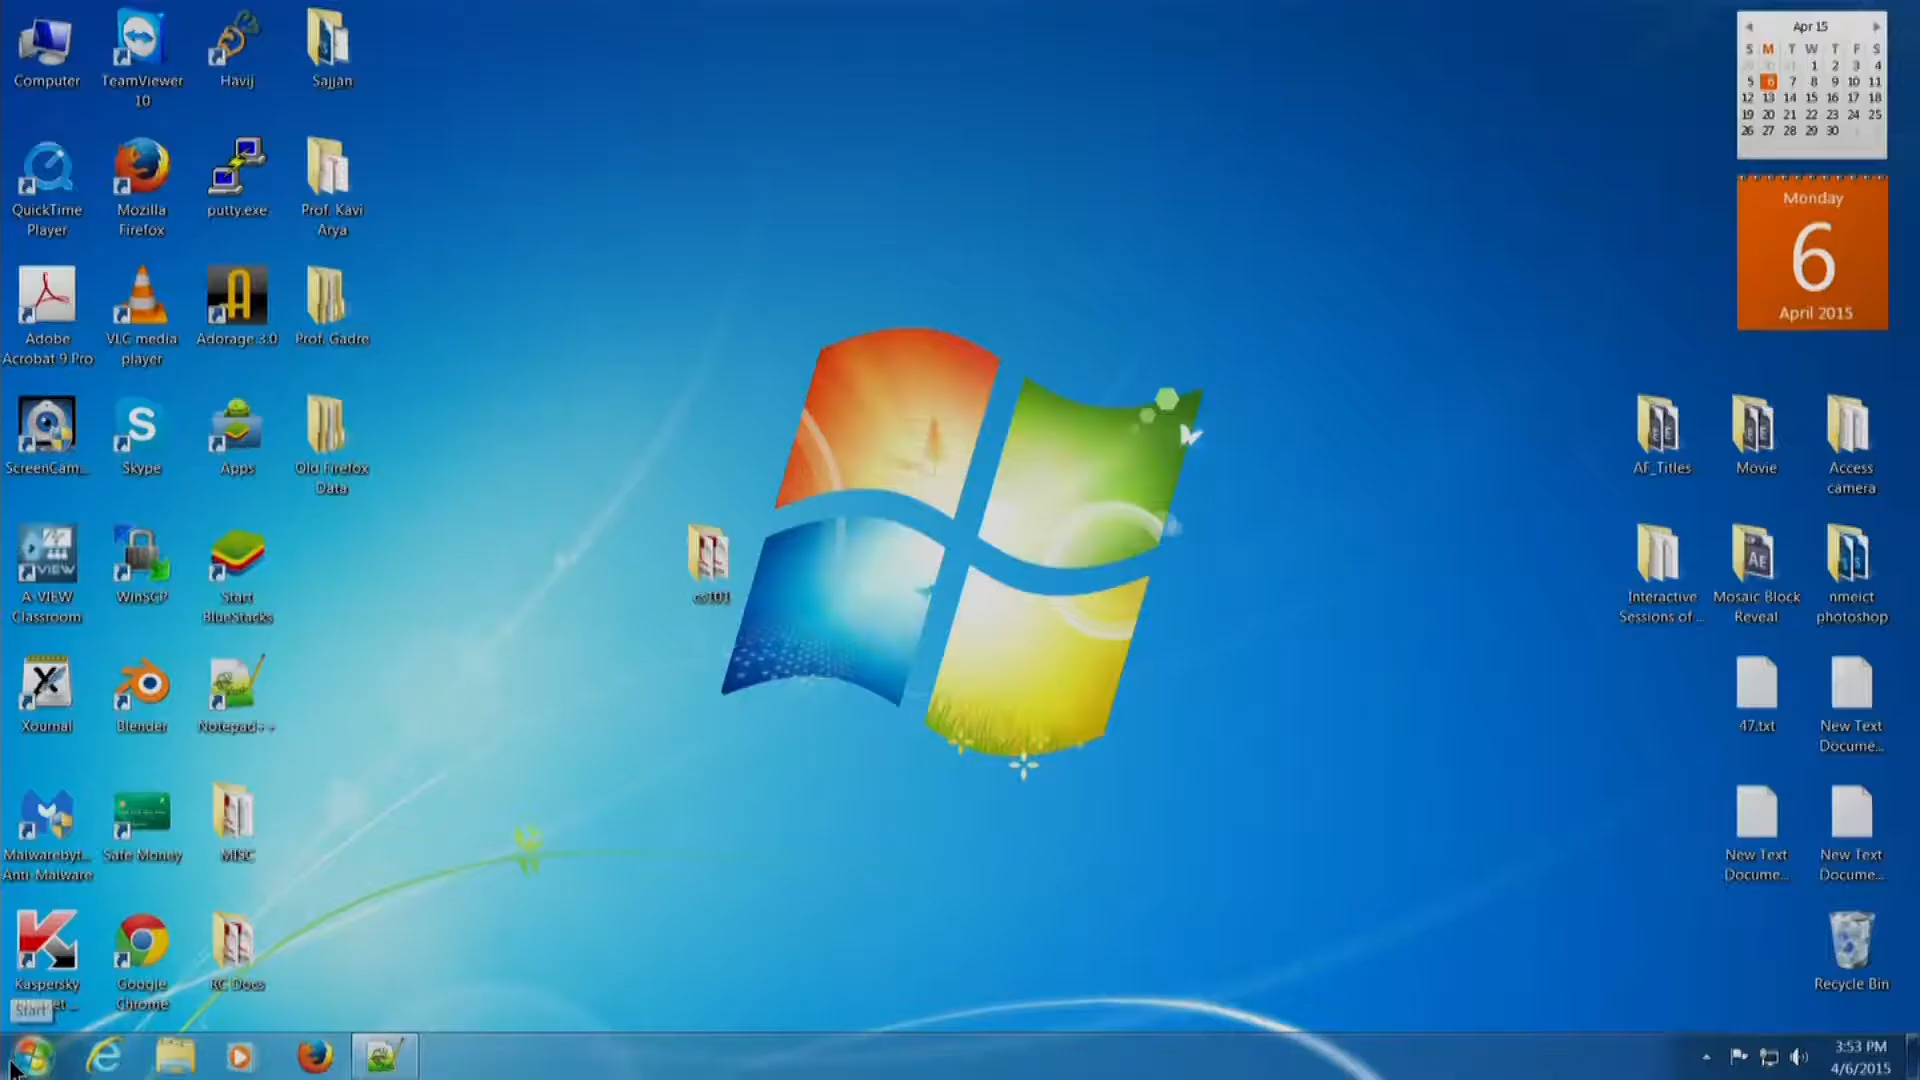 Computer
TeamViewer
10
Havij
Sajjan
QuickTime
Player
Mozilla
Firefox
putty.exe
Prof. Kavi
Arya
Adobe
Acrobat 9 Pro
VLC media
player
Adorage 3.0
Prof. Gadre
ScreenCam...
Skype
Apps
Old Firefox
Data
A-VIEW
Classroom
WinSCP
Start
BlueStacks
cs101
Xournal
Blender
Notepad++
Malwarebyt...
Anti-Malware
Safe Money
MISC
Kaspersky
Google
Chrome
RC Docs
Start
Apr 15
S M T W T F S
29 30 31 1 2 3 4
5 6 7 8 9 10 11
12 13 14 15 16 17 18
19 20 21 22 23 24 25
26 27 28 29 30
Monday
6
April 2015
AF_Titles
Movie
Access
camera
Interactive
Sessions of ...
Mosaic Block
Reveal
nmeict
photoshop
47.txt
New Text
Docume...
New Text
Docume...
New Text
Docume...
Recycle Bin
3:53 PM
4/6/2015